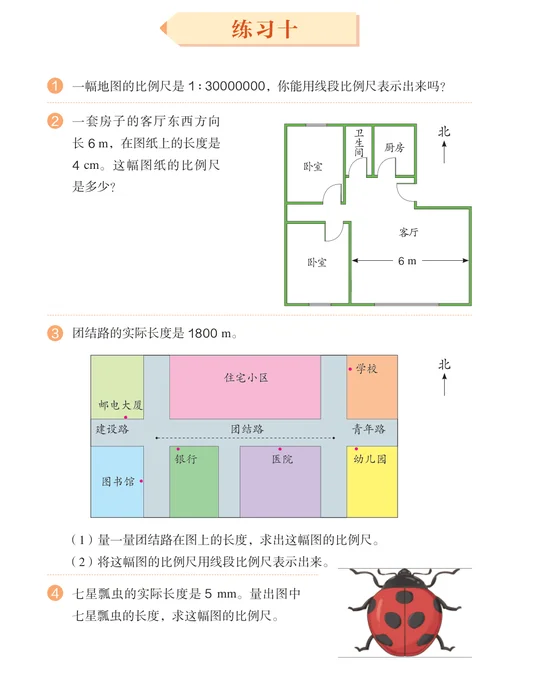 练习十
1 一幅地图的比例尺是 1:30000000,你能用线段比例尺表示出来吗?
2 一套房子的客厅东西方向
长 6 m,在图纸上的长度是
4 cm。这幅图纸的比例尺
是多少?
北
卫生间
厨房
卧室
客厅
卧室
6 m
3 团结路的实际长度是 1800 m。
北
住宅小区
学校
邮电大厦
建设路
团结路
青年路
银行
医院
幼儿园
图书馆
(1)量一量团结路在图上的长度,求出这幅图的比例尺。
(2)将这幅图的比例尺用线段比例尺表示出来。
4 七星瓢虫的实际长度是 5 mm。量出图中
七星瓢虫的长度,求这幅图的比例尺。